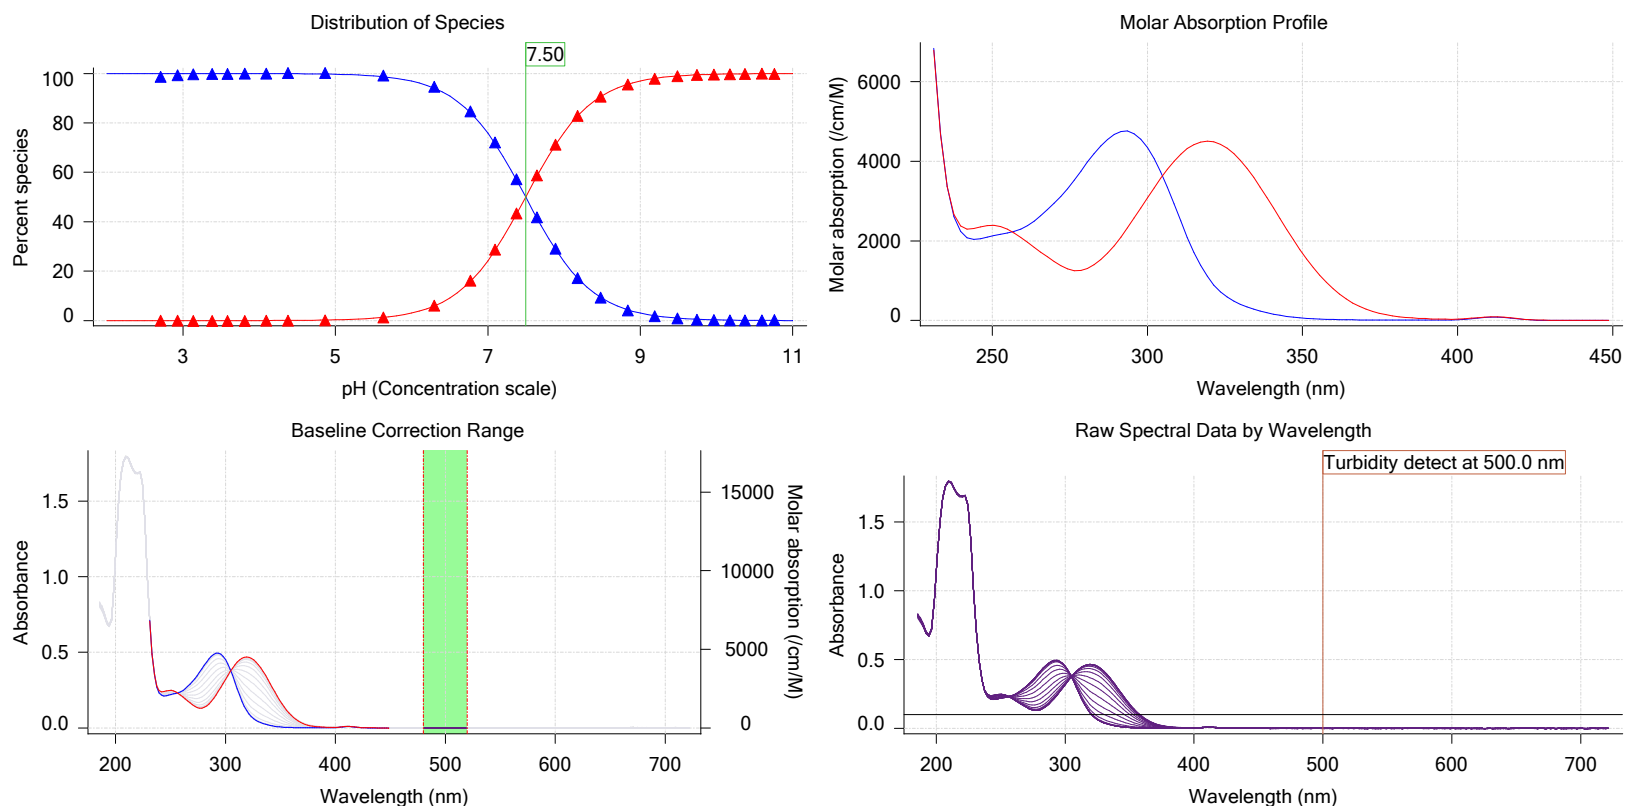 Distribution of Species
7.50
100
80
60
40
20
0
Percent species
3 5 7 9 11
pH (Concentration scale)
Molar Absorption Profile
6000
4000
2000
0
Molar absorption (/cm/M)
250 300 350 400 450
Wavelength (nm)
Baseline Correction Range
1.5
1.0
0.5
0.0
Absorbance
15000
10000
5000
0
Molar absorption (/cm/M)
200 300 400 500 600 700
Wavelength (nm)
Raw Spectral Data by Wavelength
Turbidity detect at 500.0 nm
1.5
1.0
0.5
0.0
Absorbance
200 300 400 500 600 700
Wavelength (nm)